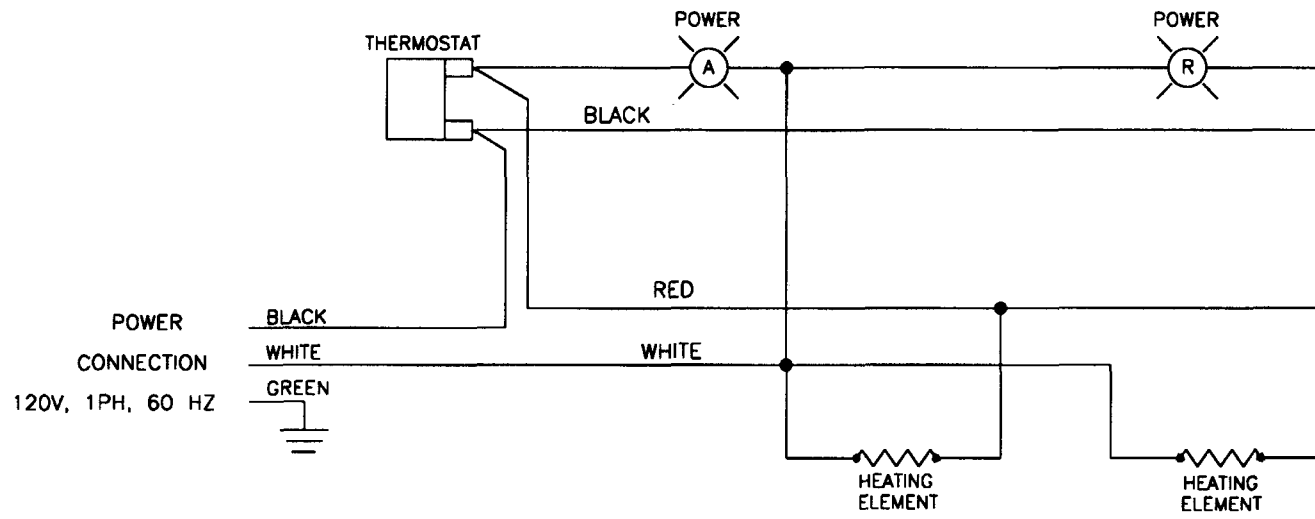 POWER
POWER
THERMOSTAT
A
R
BLACK
RED
POWER
BLACK
CONNECTION
WHITE
WHITE
120V, 1PH, 60 HZ
GREEN
HEATING
ELEMENT
HEATING
ELEMENT